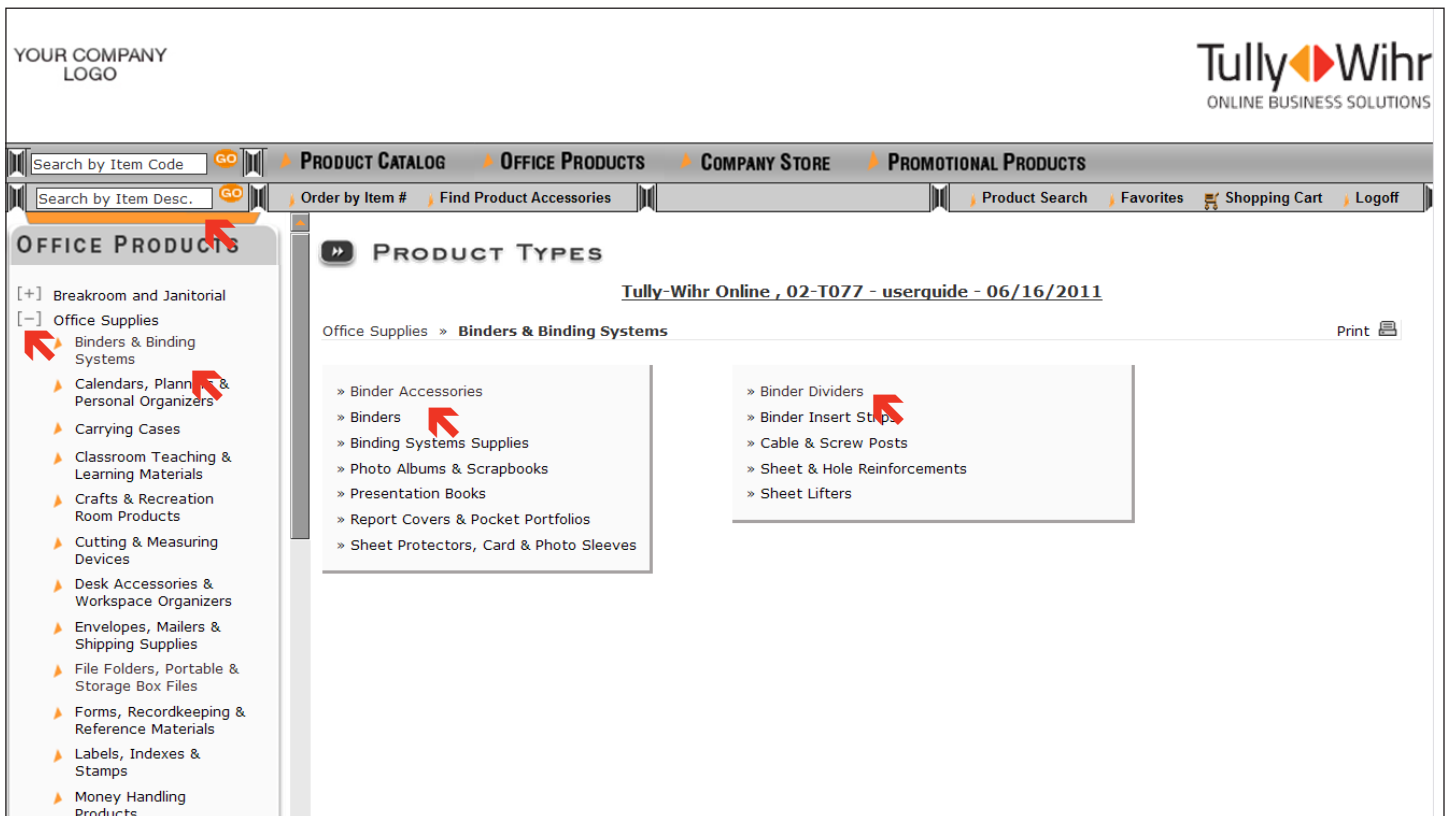 YOUR COMPANY
LOGO
Tully Wihr
ONLINE BUSINESS SOLUTIONS
Search by Item Code GO PRODUCT CATALOG OFFICE PRODUCTS COMPANY STORE PROMOTIONAL PRODUCTS
Search by Item Desc. GO Order by Item # Find Product Accessories Product Search Favorites Shopping Cart Logoff
OFFICE PRODUCTS
[+] Breakroom and Janitorial
[−] Office Supplies
Binders & Binding
Systems
Calendars, Planners &
Personal Organizers
Carrying Cases
Classroom Teaching &
Learning Materials
Crafts & Recreation
Room Products
Cutting & Measuring
Devices
Desk Accessories &
Workspace Organizers
Envelopes, Mailers &
Shipping Supplies
File Folders, Portable &
Storage Box Files
Forms, Recordkeeping &
Reference Materials
Labels, Indexes &
Stamps
Money Handling
Products
PRODUCT TYPES
Tully-Wihr Online , 02-T077 - userguide - 06/16/2011
Office Supplies » Binders & Binding Systems Print
» Binder Accessories
» Binders
» Binding Systems Supplies
» Photo Albums & Scrapbooks
» Presentation Books
» Report Covers & Pocket Portfolios
» Sheet Protectors, Card & Photo Sleeves
» Binder Dividers
» Binder Insert Strips
» Cable & Screw Posts
» Sheet & Hole Reinforcements
» Sheet Lifters